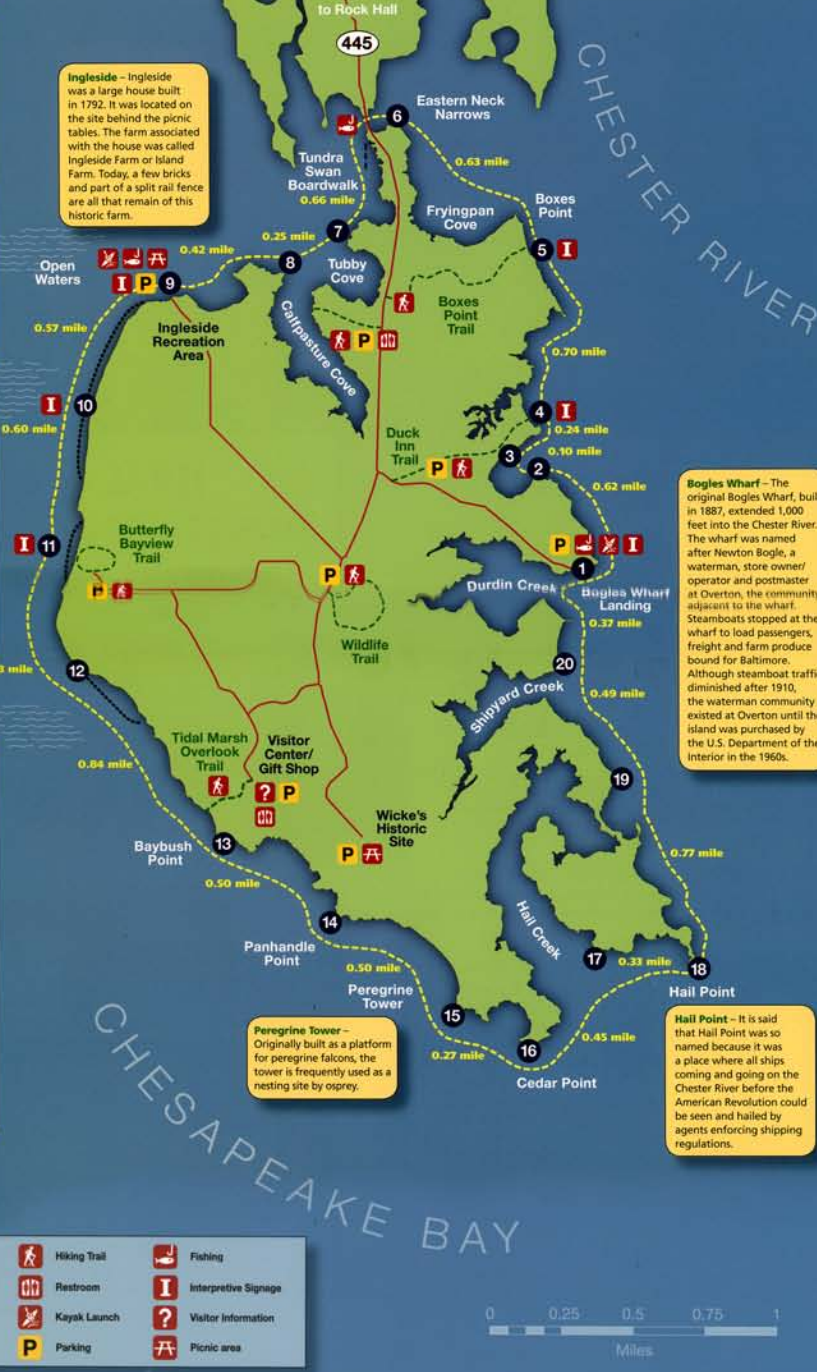 to Rock Hall
445
Ingleside – Ingleside
was a large house built
in 1792. It was located on
the site behind the picnic
tables. The farm associated
with the house was called
Ingleside Farm or Island
Farm. Today, a few bricks
and part of a split rail fence
are all that remain of this
historic farm.
CHESTER RIVER
6
Eastern Neck
Narrows
0.63 mile
Tundra
Swan
Boardwalk
0.66 mile
Boxes
Point
5
I
Fryingpan
Cove
7
0.25 mile
0.42 mile
8
Tubby
Cove
Open
Waters
I
P
9
Boxes
Point
Trail
0.57 mile
Ingleside
Recreation
Area
Calfpasture Cove
P
0.70 mile
I
10
0.60 mile
4
I
0.24 mile
Duck
Inn
Trail
P
3
0.10 mile
2
0.62 mile
Bogles Wharf – The
original Bogles Wharf, buil
in 1887, extended 1,000
feet into the Chester River.
The wharf was named
after Newton Bogle, a
waterman, store owner/
operator and postmaster
at Overton, the community
adjacent to the wharf.
Steamboats stopped at the
wharf to load passengers,
freight and farm produce
bound for Baltimore.
Although steamboat traffi
diminished after 1910,
the waterman community
existed at Overton until the
island was purchased by
the U.S. Department of the
Interior in the 1960s.
I
11
Butterfly
Bayview
Trail
P
P
P
I
1
Durdin Creek
Bogles Wharf
Landing
0.37 mile
Wildlife
Trail
20
Shipyard Creek
0.49 mile
mile
12
0.84 mile
Tidal Marsh
Overlook
Trail
Visitor
Center/
Gift Shop
?
P
19
Wicke's
Historic
Site
P
13
Baybush
Point
0.50 mile
0.77 mile
14
Panhandle
Point
0.50 mile
Hail Creek
17
0.33 mile
18
Hail Point
Peregrine
Tower
15
0.27 mile
16
0.45 mile
Cedar Point
Peregrine Tower –
Originally built as a platform
for peregrine falcons, the
tower is frequently used as a
nesting site by osprey.
Hail Point – It is said
that Hail Point was so
named because it was
a place where all ships
coming and going on the
Chester River before the
American Revolution could
be seen and hailed by
agents enforcing shipping
regulations.
CHESAPEAKE BAY
Hiking Trail
Fishing
Restroom
I
Interpretive Signage
Kayak Launch
?
Visitor Information
P
Parking
Picnic area
0 0.25 0.5 0.75 1
Miles